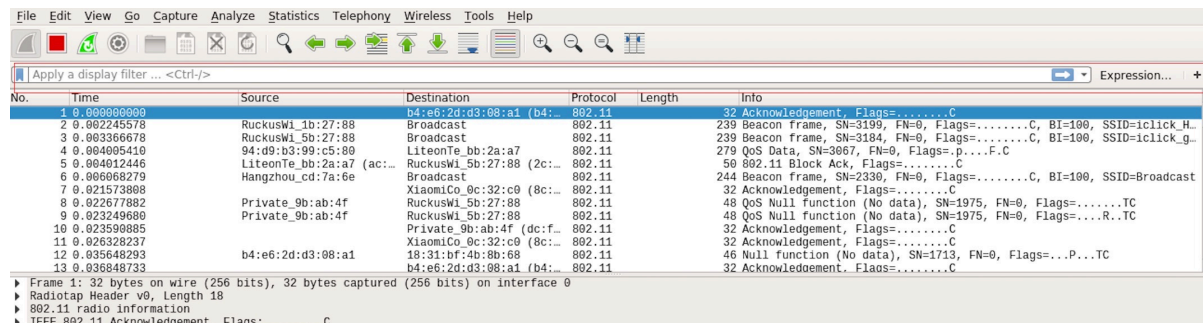 File Edit View Go Capture Analyze Statistics Telephony Wireless Tools Help
Apply a display filter ... <Ctrl-/> Expression... +
No. Time Source Destination Protocol Length Info
1 0.000000000 b4:e6:2d:d3:08:a1 (b4:… 802.11 32 Acknowledgement, Flags=........C
2 0.002245578 RuckusWi_1b:27:88 Broadcast 802.11 239 Beacon frame, SN=3199, FN=0, Flags=........C, BI=100, SSID=iclick_H…
3 0.003366678 RuckusWi_5b:27:88 Broadcast 802.11 239 Beacon frame, SN=3184, FN=0, Flags=........C, BI=100, SSID=iclick_g…
4 0.004005410 94:d9:b3:99:c5:80 LiteonTe_bb:2a:a7 802.11 279 QoS Data, SN=3067, FN=0, Flags=.p....F.C
5 0.004012446 LiteonTe_bb:2a:a7 (ac:… RuckusWi_5b:27:88 (2c:… 802.11 50 802.11 Block Ack, Flags=........C
6 0.006068279 Hangzhou_cd:7a:6e Broadcast 802.11 244 Beacon frame, SN=2330, FN=0, Flags=........C, BI=100, SSID=Broadcast
7 0.021573808 XiaomiCo_0c:32:c0 (8c:… 802.11 32 Acknowledgement, Flags=........C
8 0.022677882 Private_9b:ab:4f RuckusWi_5b:27:88 802.11 48 QoS Null function (No data), SN=1975, FN=0, Flags=.......TC
9 0.023249680 Private_9b:ab:4f RuckusWi_5b:27:88 802.11 48 QoS Null function (No data), SN=1975, FN=0, Flags=....R..TC
10 0.023590885 Private_9b:ab:4f (dc:f… 802.11 32 Acknowledgement, Flags=........C
11 0.026328237 XiaomiCo_0c:32:c0 (8c:… 802.11 32 Acknowledgement, Flags=........C
12 0.035648293 b4:e6:2d:d3:08:a1 18:31:bf:4b:8b:68 802.11 46 Null function (No data), SN=1713, FN=0, Flags=...P...TC
13 0.036848733 b4:e6:2d:d3:08:a1 (b4:… 802.11 32 Acknowledgement, Flags=........C
Frame 1: 32 bytes on wire (256 bits), 32 bytes captured (256 bits) on interface 0
Radiotap Header v0, Length 18
802.11 radio information
IEEE 802.11 Acknowledgement, Flags: ........C